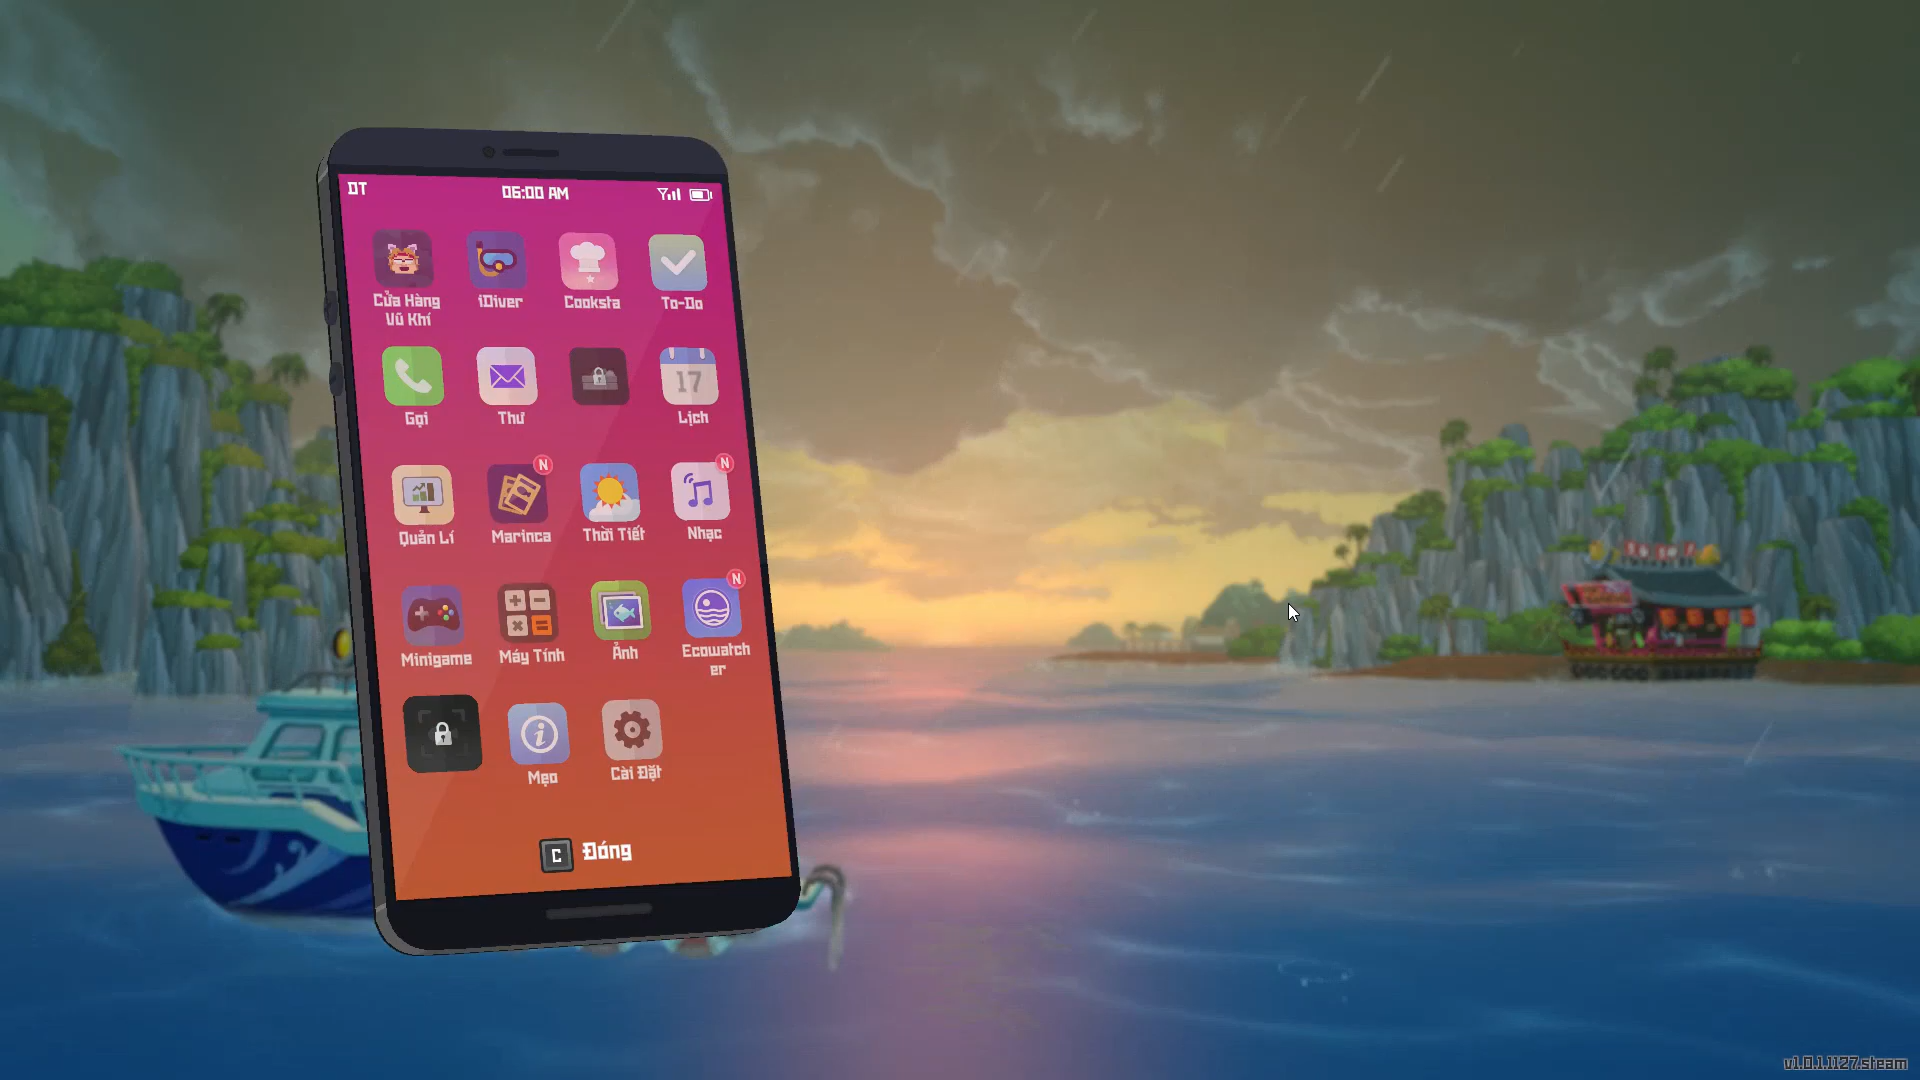 DT
06:00 AM
Cửa Hàng
Vũ Khí
iDiver
Cooksta
To-Do
Gọi
Thư
17
Lịch
Quản Lí
N
Marinca
Thời Tiết
N
Nhạc
Minigame
Máy Tính
Ảnh
N
Ecowatch
er
Mẹo
Cài Đặt
C Đóng
v1.0.1.1127.steam